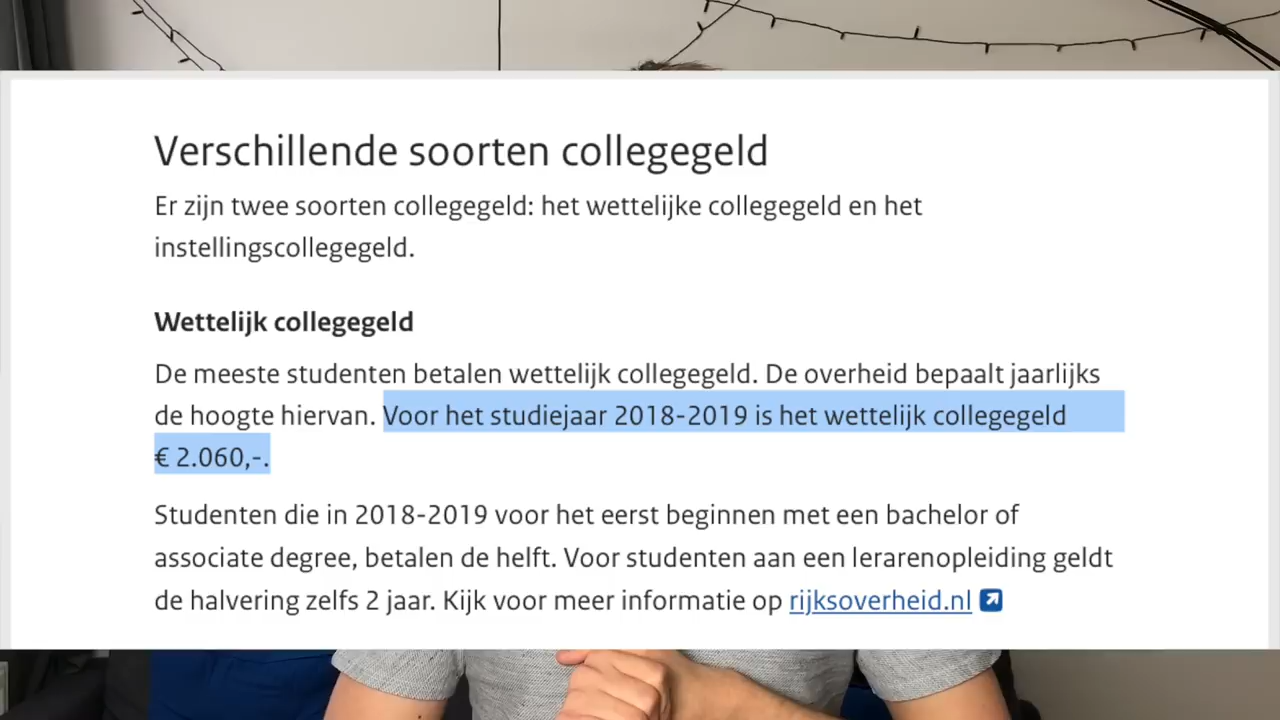 Verschillende soorten collegegeld
Er zijn twee soorten collegegeld: het wettelijke collegegeld en het
instellingscollegegeld.
Wettelijk collegegeld
De meeste studenten betalen wettelijk collegegeld. De overheid bepaalt jaarlijks
de hoogte hiervan. Voor het studiejaar 2018-2019 is het wettelijk collegegeld
€ 2.060,-.
Studenten die in 2018-2019 voor het eerst beginnen met een bachelor of
associate degree, betalen de helft. Voor studenten aan een lerarenopleiding geldt
de halvering zelfs 2 jaar. Kijk voor meer informatie op rijksoverheid.nl